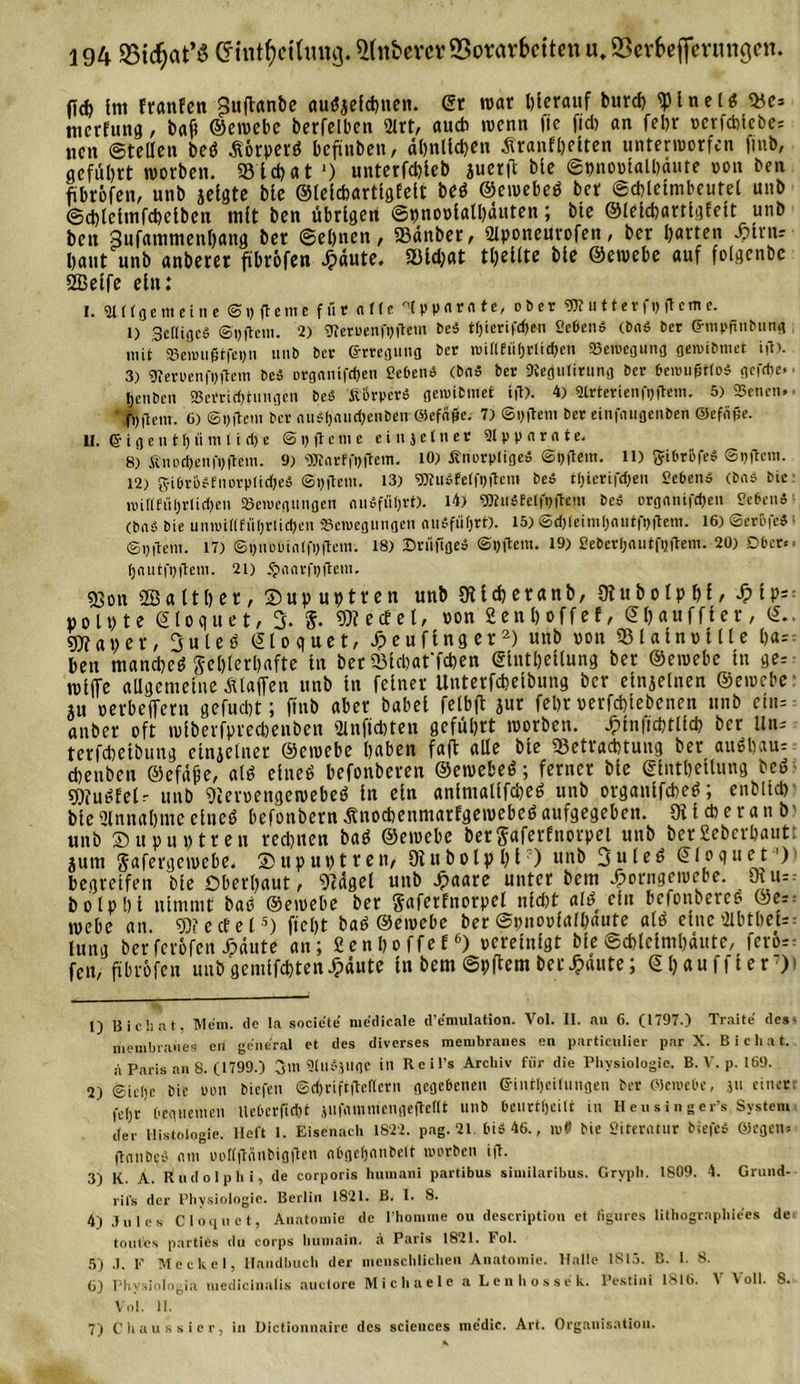 194 Bichat’s Eintheilung. Anderer Vorarbeiten u. Verbesserungen.
sich im kranken Zustande auszeichnen. Er war hierauf durch Pinels Be-
merkung, daß Gewebe derselben Art, auch wenn sie sich an sehr verschiede-
nen Stellen des Körpers befinden, ähnlichen Krankheiten unterworfen sind,
geführt worden. Bichat ¹) unterschied zuerst die Synovialhäute von den
fibrösen, und zeigte die Gleichartigkeit des Gewebes der Schleimbeutel und
Schleimscheiben mit den übrigen Synovialhäuten; die Gleichartigkeit und
den Zusammenhang der Sehnen, Bänder, Aponeurosen, der harten Hirn-
haut und anderer fibrösen Häute. Bichat theilte die Gewebe auf folgende
Weise ein:
I. Allgemeine Systeme für alle Apparate, oder Muttersysteme.
1) Zelliges System. 2) Nervensystem des thierischen Lebens (das der Empfindung
mit Bewußtseyn und der Erregung der willkührlichen Bewegung gewidmet ist).
3) Nervensystem des organischen Lebens (das der Regulirung der bewußtlos gesche-
henden Verrichtungen des Körpers gewidmet ist). 4) Arteriensystem. 5) Venen-
system. 6) System der aushauchenden Gefäße. 7) System der einsaugenden Gefäße.
II. Eigenthümliche Systeme einzelner Apparate.
8) Knochensystem. 9) Marksystem. 10) Knorpliges System. 11) Fibröses System.
12) Fibrösknorpliches System. 13) Muskelsystem des thierischen Lebens (das die
willkührlichen Bewegungen ausführt). 14) Muskelsystem des organischen Lebens
(das die unwillkührlichen Bewegungen ausführt). 15) Schleimhautsystem. 16) Seröses
System. 17) Synovialsystem. 18) Drüsiges System. 19) Lederhautsystem. 20) Ober-
hautsystem. 21) Haarsystem.
Von Walther, Dupuytren und Richerand, Rudolphi, Hip-
polyte Cloquet, J. F. Meckel, von Lenhossek, Chaussier, C.
Mayer, Jules Cloquet, Heusinger ²) und von Blainville ha-
ben manches Fehlerhafte in der Bichat'schen Eintheilung der Gewebe in ge-
wisse allgemeine Klassen und in seiner Unterscheidung der einzelnen Gewebe
zu verbessern gesucht; sind aber dabei selbst zur sehr verschiedenen und ein-
ander oft widersprechenden Ansichten geführt worden. Hinsichtlich der Un-
terscheidung einzelner Gewebe haben fast alle die Betrachtung der aushau-
chenden Gefäße, als eines besonderen Gewebes; ferner die Eintheilung des
Muskel- und Nervengewebes in ein animalisches und organisches; endlich
die Annahme eines besondern Knochenmarkgewebes aufgegeben. Richerand
und Dupuytren rechnen das Gewebe der Faserknorpel und der Lederhaut
zum Fasergewebe. Dupuytren, Rudolphi ³) und Jules Cloquet ⁴)
begreifen die Oberhaut, Nägel und Haare unter dem Horngewebe. Ru-
dolphi nimmt das Gewebe der Faserknorpel nicht als ein besonderes Ge-
webe an. Meckel ⁵) sieht das Gewebe der Synovialhäute als eine Abthei-
lung der serösen Häute an; Lenhossek ⁶) vereinigt die Schleimhäute, serö-
sen, fibrösen und gemischten Häute in dem System der Häute; Chaussier ⁷)
1) Bichat, Mém. de la société médicale d'émulation. Vol. II. an 6. (1797.) Traité des
membranes en général et des diverses membranes en particulier par X. Bichat.
à Paris an 8. (1799.) Im Auszuge in Reil's Archiv für die Physiologie. B. V. p. 169.
2) Siehe die von diesen Schriftstellern gegebenen Eintheilungen der Gewebe, zu einer
sehr bequemen Uebersicht zusammengestellt und beurtheilt in Heusinger's System
der Histologie. Heft 1. Eisenach 1822. pag. 21 bis 46., wo die Literatur dieses Gegen-
standes am vollständigsten abgehandelt worden ist.
3) K. A. Rudolphi, de corporis humani partibus similaribus. Gryph. 1809. 4. Grund-
rifs der Physiologie. Berlin 1821. B. I. 8.
4) Jules Cloquet, Anatomie de l'homme ou description et figures lithographiées de
toutes parties du corps humain. à Paris 1821. Fol.
5) J. F Meckel, Handbuch der menschlichen Anatomie. Halle 1815. B. I. 8.
6) Physiologia medicinalis auctore Michaele a Lenhossék. Pestini 1816. V Voll. 8.
Vol. II.
7) Chaussier, in Dictionnaire des sciences médic. Art. Organisation.